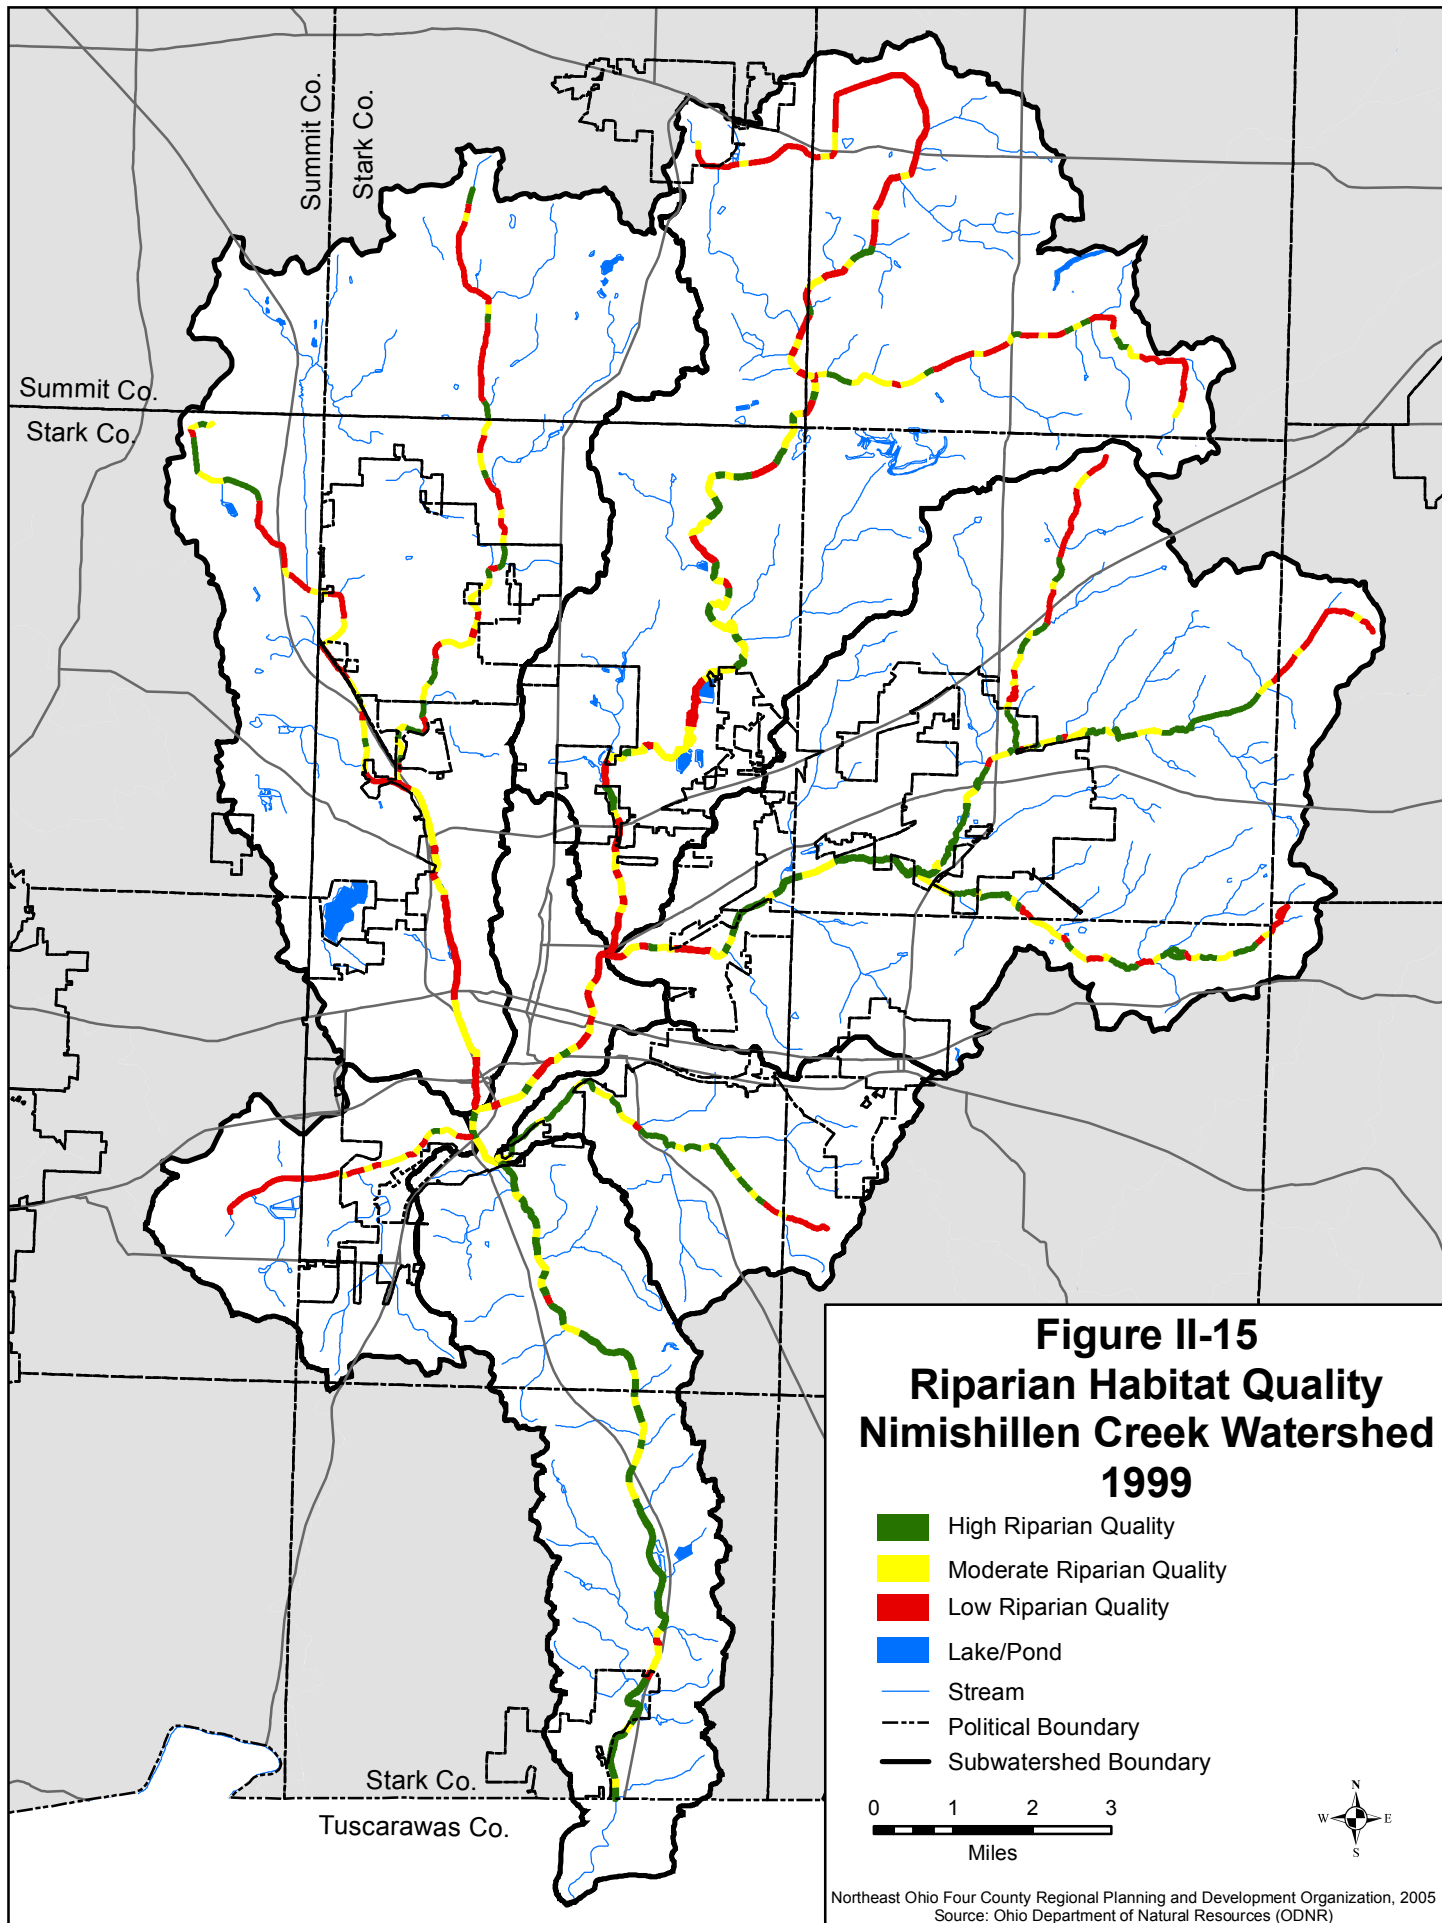 Summit Co.
Stark Co.
Summit Co.
Stark Co.
Stark Co.
Tuscarawas Co.
Figure II-15
Riparian Habitat Quality
Nimishillen Creek Watershed
1999
High Riparian Quality
Moderate Riparian Quality
Low Riparian Quality
Lake/Pond
Stream
Political Boundary
Subwatershed Boundary
0 1 2 3
Miles
N
W E
S
Northeast Ohio Four County Regional Planning and Development Organization, 2005
Source: Ohio Department of Natural Resources (ODNR)